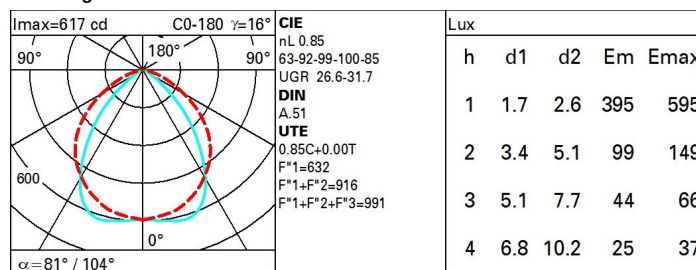 Imax=617 cd C0-180 γ=16°
90° 180° 90°
600
0°
α=81° / 104°
CIE
nL 0.85
63-92-99-100-85
UGR 26.6-31.7
DIN
A.51
UTE
0.85C+0.00T
F"1=632
F"1+F"2=916
F"1+F"2+F"3=991
Lux
h d1 d2 Em Emax
1 1.7 2.6 395 595
2 3.4 5.1 99 149
3 5.1 7.7 44 66
4 6.8 10.2 25 37